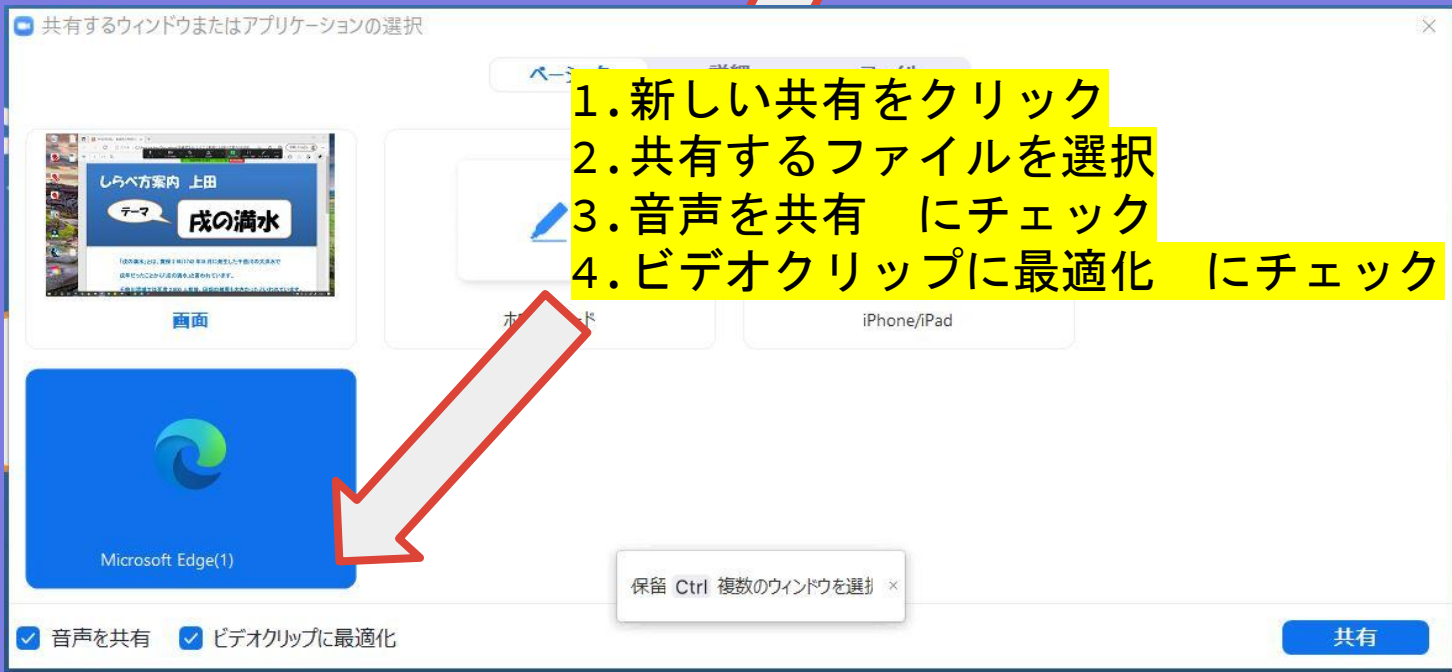 共有するウィンドウまたはアプリケーションの選択
1.新しい共有をクリック
2.共有するファイルを選択
3.音声を共有　にチェック
4.ビデオクリップに最適化　にチェック
しらべ方案内 上田
テーマ
戌の満水
画面
iPhone/iPad
Microsoft Edge(1)
保留 Ctrl 複数のウィンドウを選
音声を共有
ビデオクリップに最適化
共有